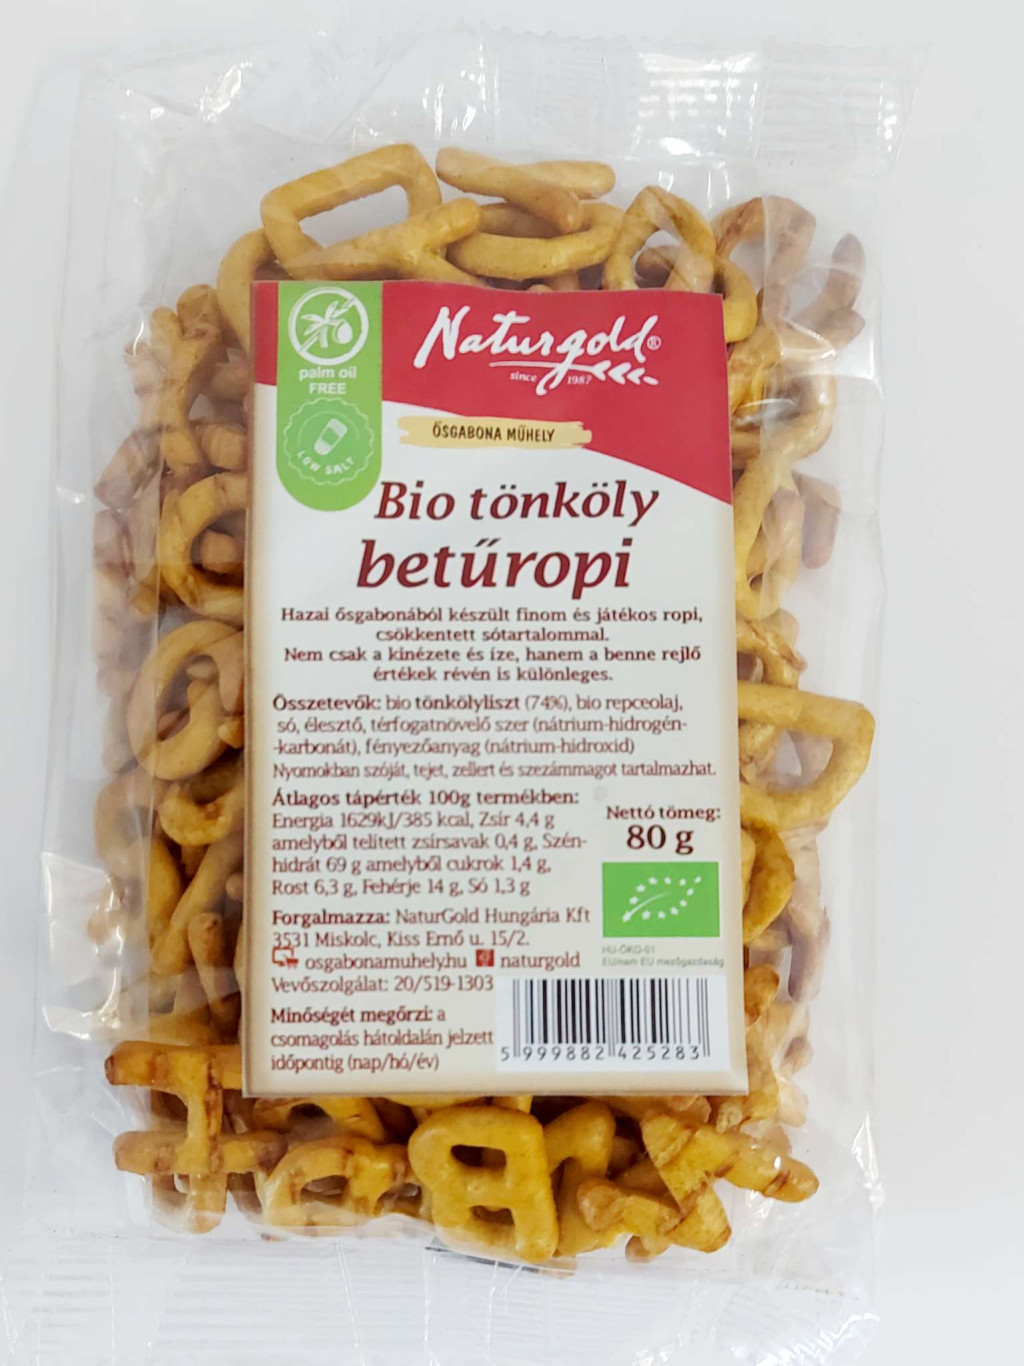 palm oil
FREE
LOW SALT
Naturgold®
since 1987
ŐSGABONA MŰHELY
Bio tönköly
betűropi
Hazai ősgabonából készült finom és játékos ropi,
csökkentett sótartalommal.
Nem csak a kinézete és íze, hanem a benne rejlő
értékek révén is különleges.
Összetevők: bio tönkölyliszt (74%), bio repceolaj,
só, élesztő, térfogatnövelő szer (nátrium-hidrogén-
-karbonát), fényezőanyag (nátrium-hidroxid)
Nyomokban szóját, tejet, zellert és szezámmagot tartalmazhat.
Átlagos tápérték 100g termékben:
Energia 1629kJ/385 kcal, Zsír 4,4 g
amelyből telített zsírsavak 0,4 g, Szén-
hidrát 69 g amelyből cukrok 1,4 g,
Rost 6,3 g, Fehérje 14 g, Só 1,3 g
Nettó tömeg:
80 g
HU-ÖKO-01
EU/nem EU mezőgazdaság
Forgalmazza: NaturGold Hungária Kft
3531 Miskolc, Kiss Ernő u. 15/2.
osgabonamuhely.hu naturgold
Vevőszolgálat: 20/519-1303
Minőségét megőrzi: a
csomagolás hátoldalán jelzett
időpontig (nap/hó/év)
5 999882 425283